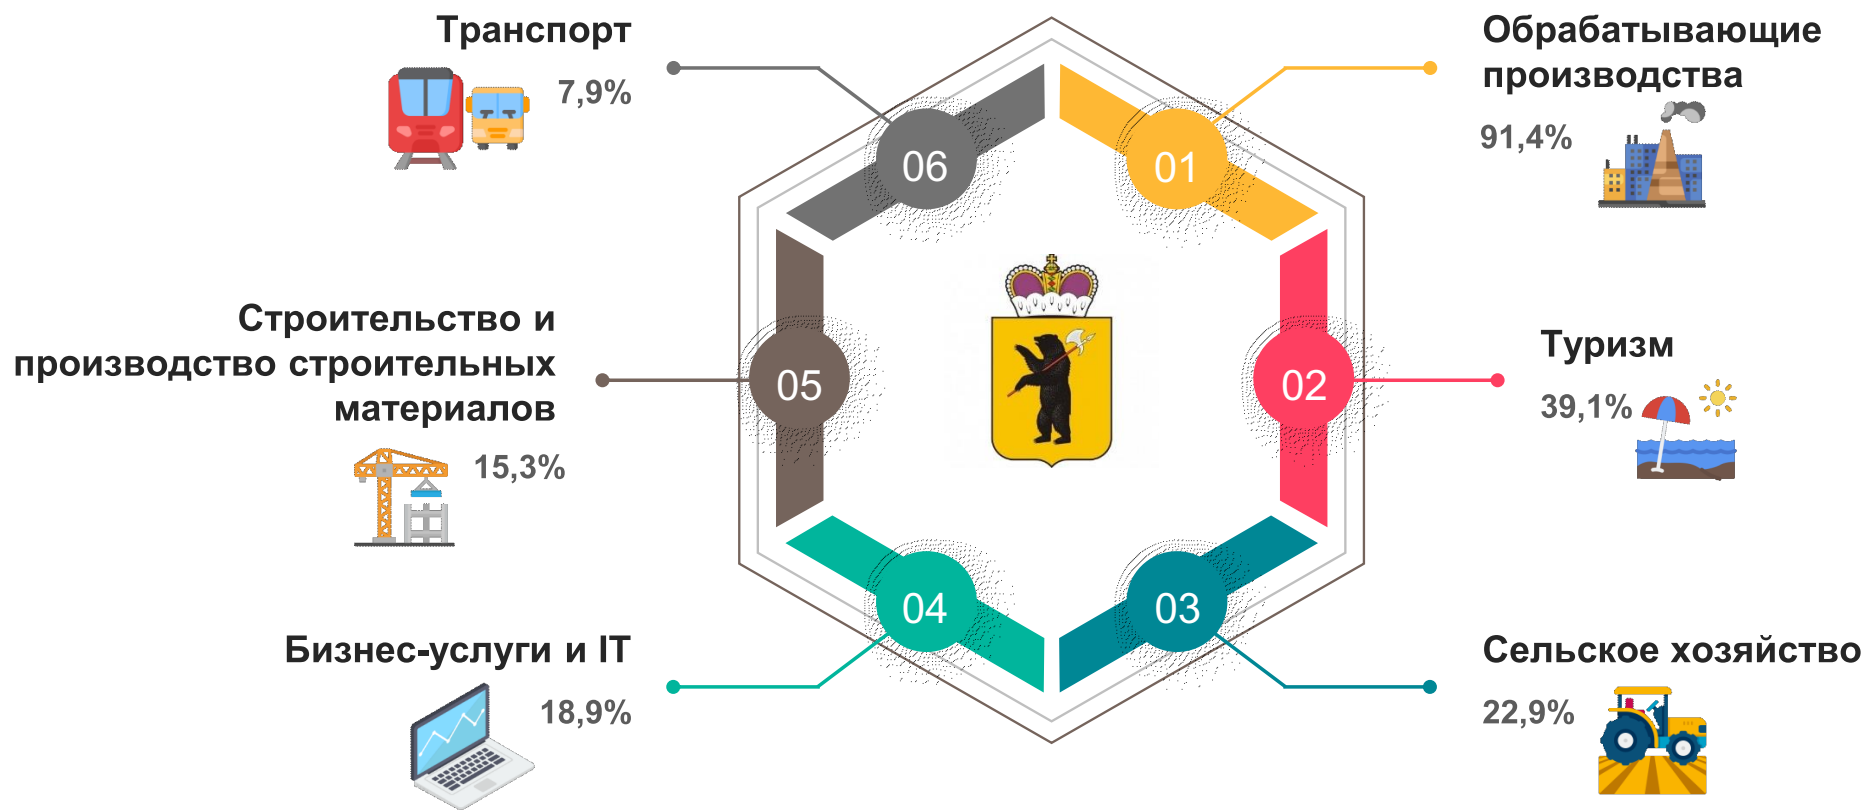 Транспорт
7,9%
06
Обрабатывающие
производства
91,4%
01
Туризм
39,1%
02
Сельское хозяйство
22,9%
03
Бизнес-услуги и IT
18,9%
04
Строительство и
производство строительных
материалов
15,3%
05